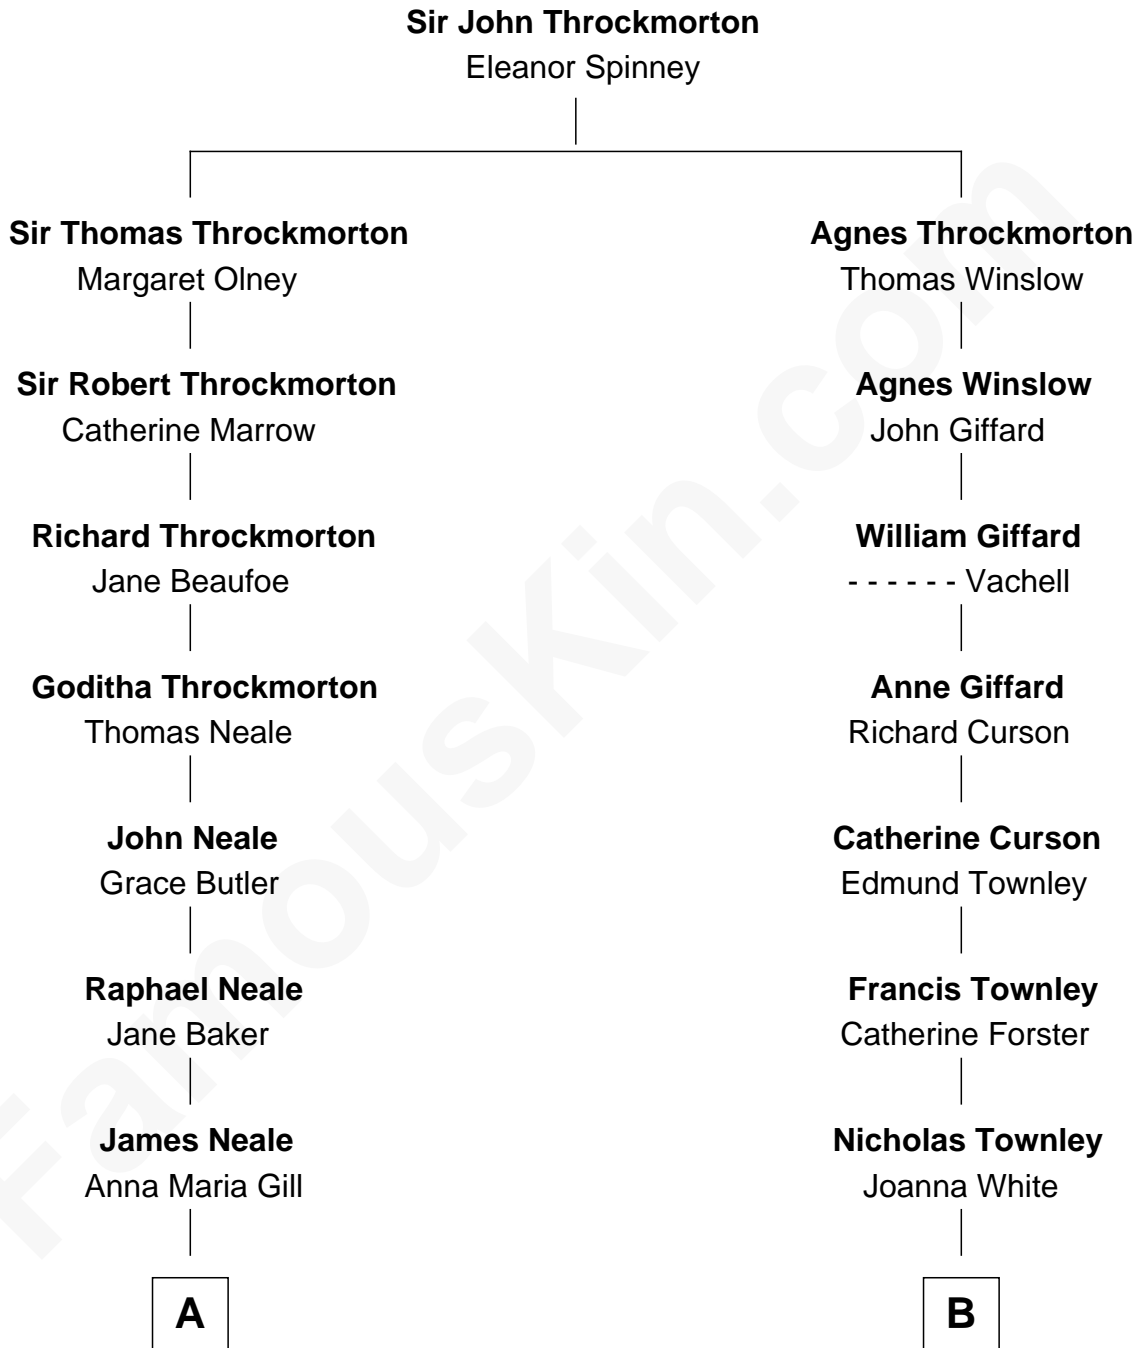 Sir John Throckmorton
Eleanor Spinney
Sir Thomas Throckmorton
Margaret Olney
Agnes Throckmorton
Thomas Winslow
Sir Robert Throckmorton
Catherine Marrow
Agnes Winslow
John Giffard
Richard Throckmorton
Jane Beaufoe
William Giffard
- - - - - - Vachell
Goditha Throckmorton
Thomas Neale
Anne Giffard
Richard Curson
John Neale
Grace Butler
Catherine Curson
Edmund Townley
Raphael Neale
Jane Baker
Francis Townley
Catherine Forster
James Neale
Anna Maria Gill
Nicholas Townley
Joanna White
A
B
FamousKin.com